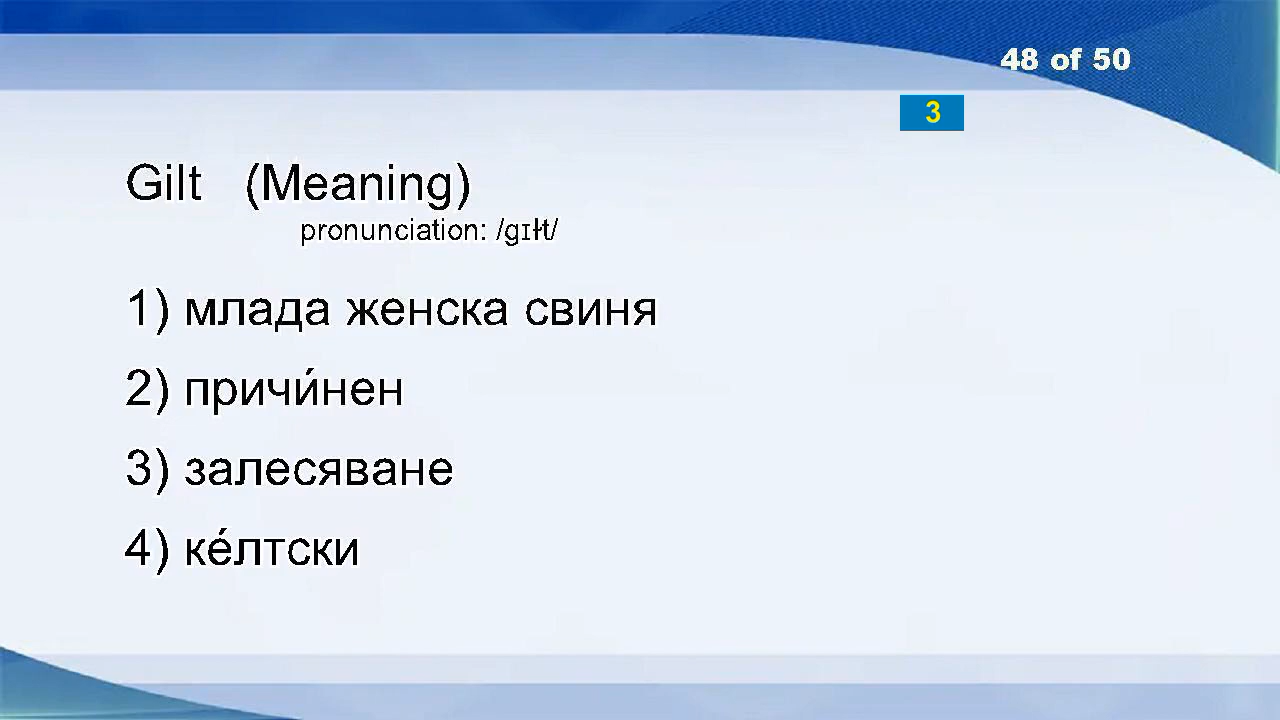 48 of 50
3
Gilt (Meaning)
pronunciation: /gɪɫt/
1) млада женска свиня
2) причи́нен
3) залесяване
4) ке́лтски